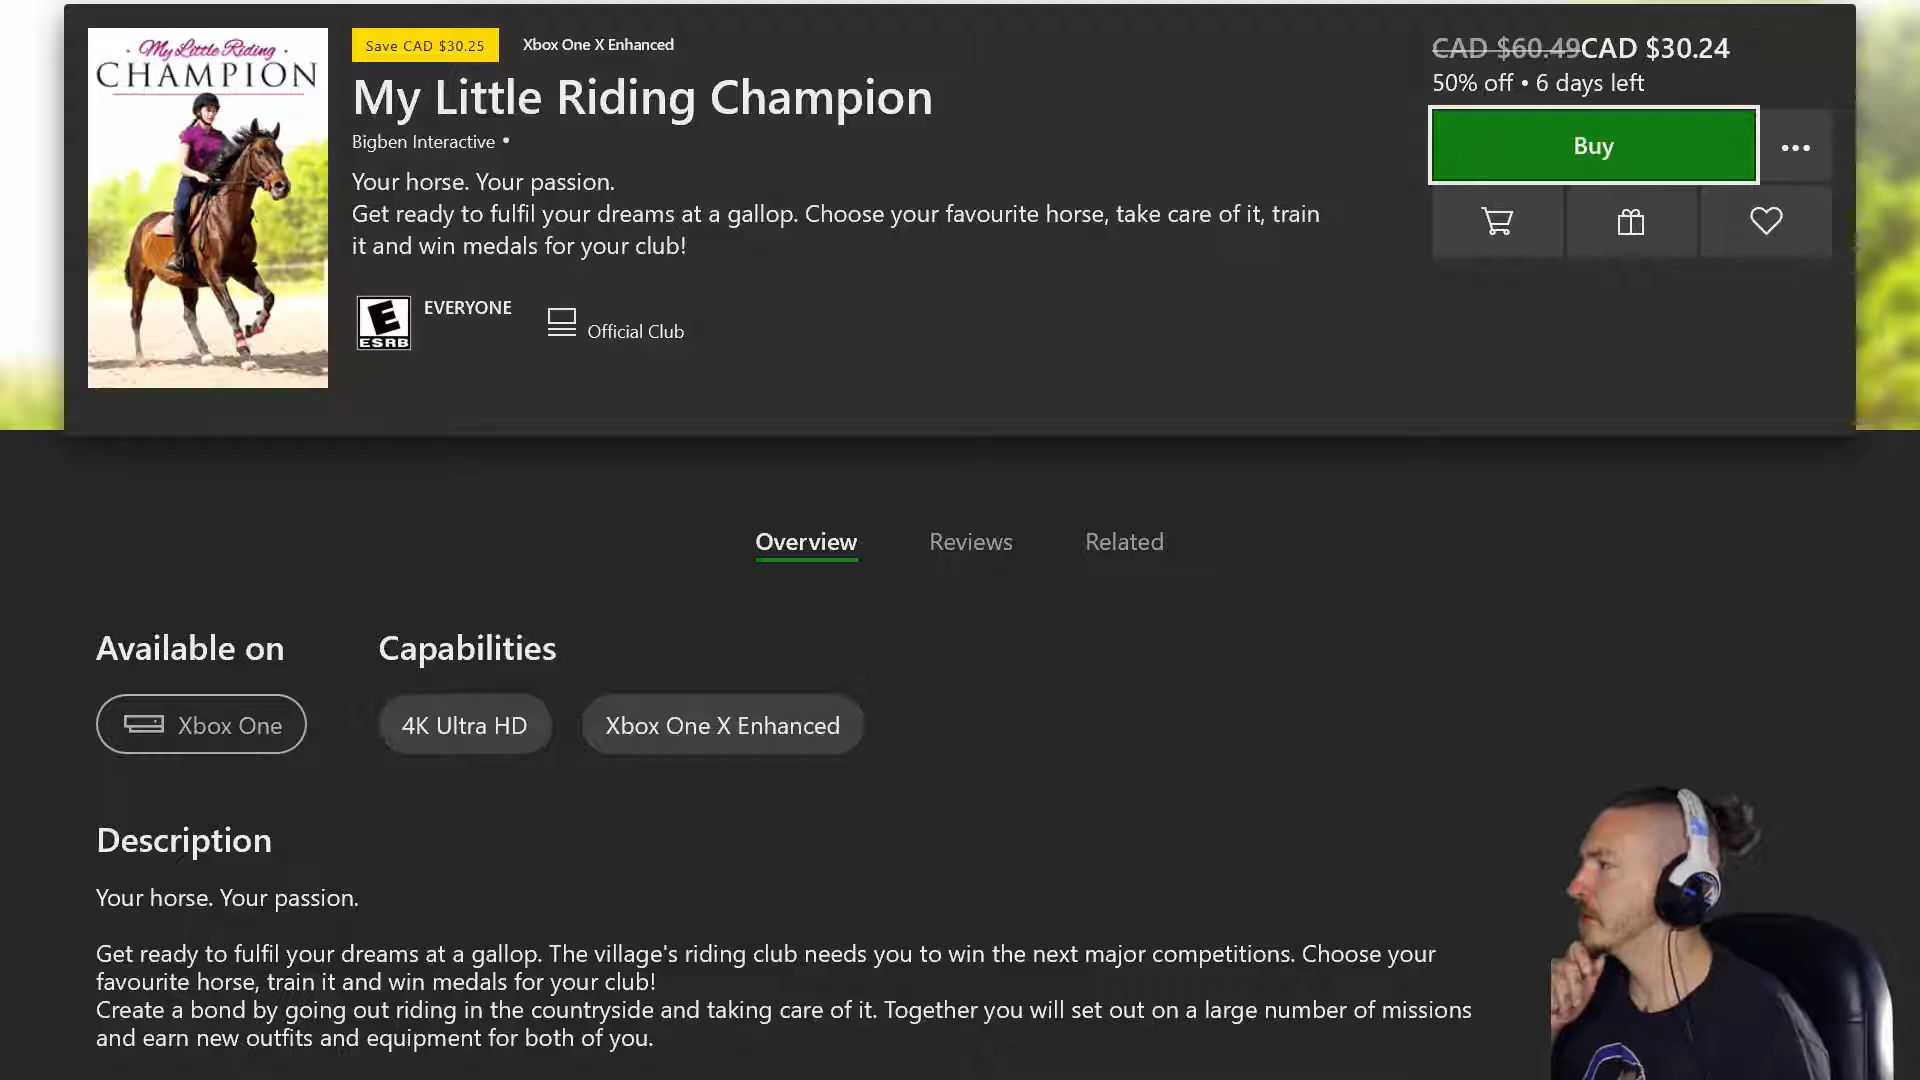 My Little Riding
CHAMPION
Save CAD $30.25
Xbox One X Enhanced
My Little Riding Champion
Bigben Interactive •
Your horse. Your passion.
Get ready to fulfil your dreams at a gallop. Choose your favourite horse, take care of it, train
it and win medals for your club!
E
ESRB
EVERYONE
Official Club
CAD $60.49CAD $30.24
50% off • 6 days left
Buy
Overview
Reviews
Related
Available on
Capabilities
Xbox One
4K Ultra HD
Xbox One X Enhanced
Description
Your horse. Your passion.
Get ready to fulfil your dreams at a gallop. The village's riding club needs you to win the next major competitions. Choose your
favourite horse, train it and win medals for your club!
Create a bond by going out riding in the countryside and taking care of it. Together you will set out on a large number of missions
and earn new outfits and equipment for both of you.